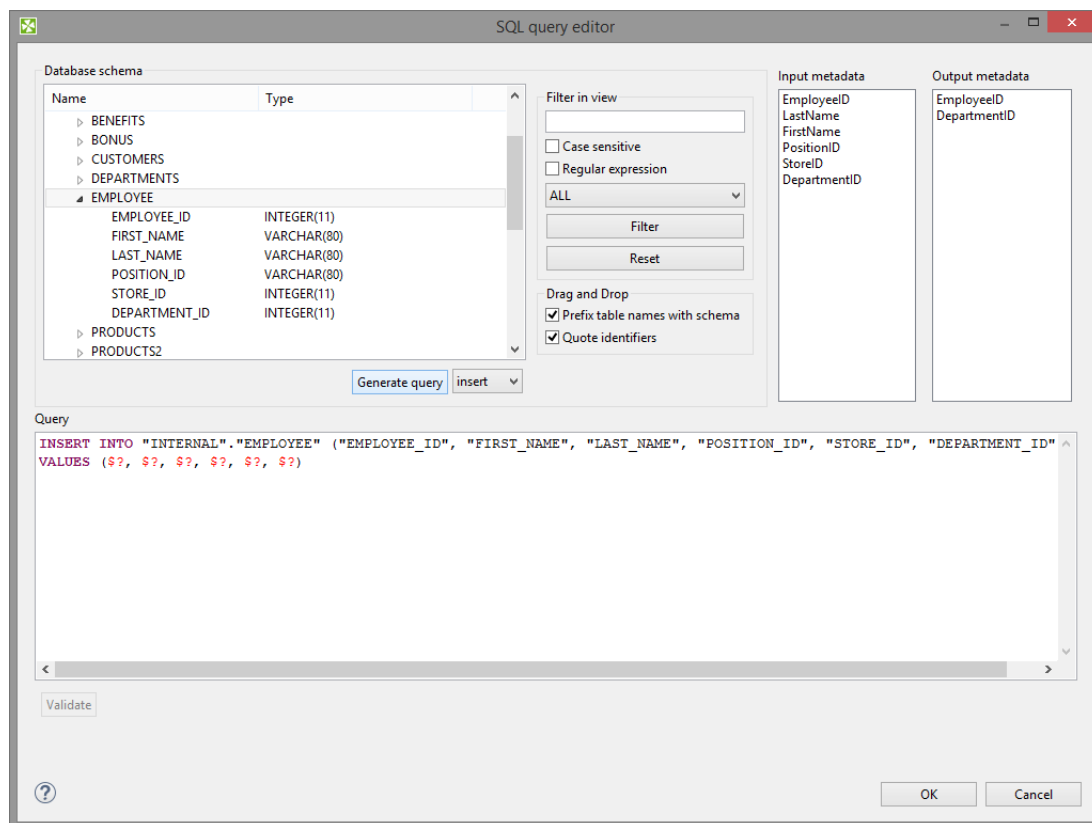 SQL query editor
Database schema
Name Type
BENEFITS
BONUS
CUSTOMERS
DEPARTMENTS
EMPLOYEE
EMPLOYEE_ID INTEGER(11)
FIRST_NAME VARCHAR(80)
LAST_NAME VARCHAR(80)
POSITION_ID VARCHAR(80)
STORE_ID INTEGER(11)
DEPARTMENT_ID INTEGER(11)
PRODUCTS
PRODUCTS2
Generate query insert
Filter in view
Case sensitive
Regular expression
ALL
Filter
Reset
Drag and Drop
Prefix table names with schema
Quote identifiers
Input metadata
EmployeeID
LastName
FirstName
PositionID
StoreID
DepartmentID
Output metadata
EmployeeID
DepartmentID
Query
INSERT INTO "INTERNAL"."EMPLOYEE" ("EMPLOYEE_ID", "FIRST_NAME", "LAST_NAME", "POSITION_ID", "STORE_ID", "DEPARTMENT_ID"
VALUES ($?, $?, $?, $?, $?, $?)
Validate
?
OK Cancel